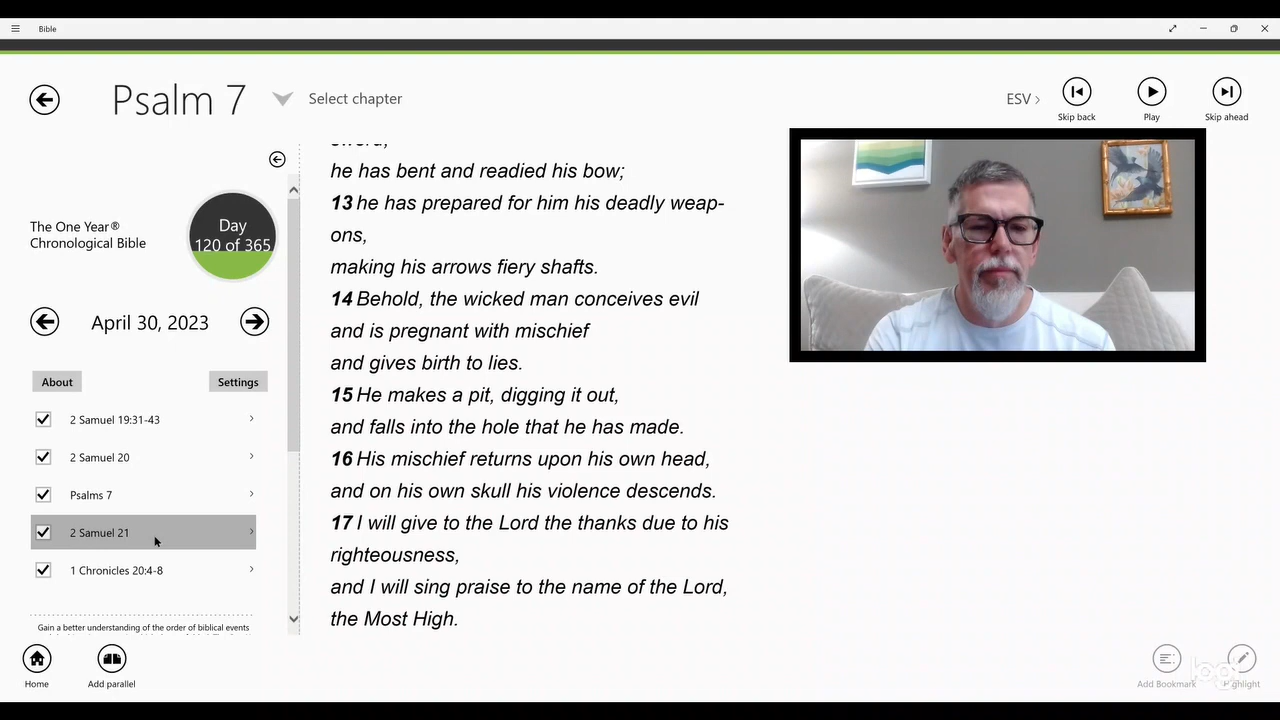 Bible
Psalm 7
Select chapter
ESV
Skip back
Play
Skip ahead
The One Year®
Chronological Bible
Day
120 of 365
April 30, 2023
About
Settings
2 Samuel 19:31-43
2 Samuel 20
Psalms 7
2 Samuel 21
1 Chronicles 20:4-8
Gain a better understanding of the order of biblical events
sword,
he has bent and readied his bow;
13 he has prepared for him his deadly weap-
ons,
making his arrows fiery shafts.
14 Behold, the wicked man conceives evil
and is pregnant with mischief
and gives birth to lies.
15 He makes a pit, digging it out,
and falls into the hole that he has made.
16 His mischief returns upon his own head,
and on his own skull his violence descends.
17 I will give to the Lord the thanks due to his
righteousness,
and I will sing praise to the name of the Lord,
the Most High.
Home
Add parallel
Add Bookmark
Highlight
logi